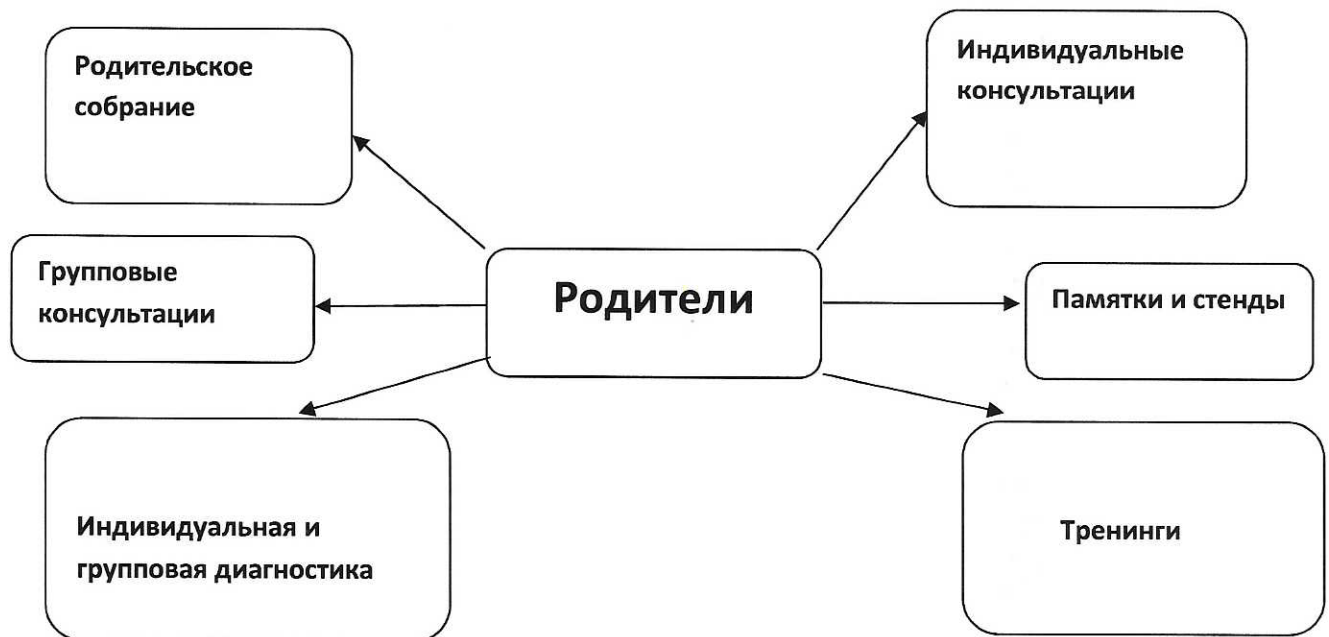 Родительское
собрание
Индивидуальные
консультации
Групповые
консультации
Родители
Памятки и стенды
Индивидуальная и
групповая диагностика
Тренинги